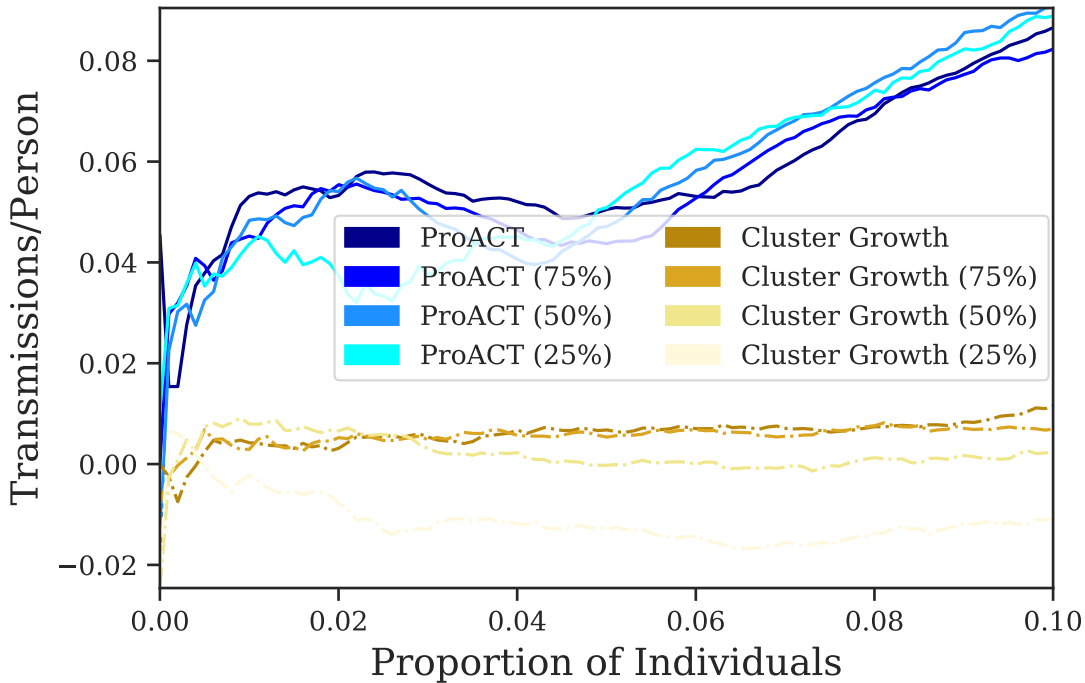 Transmissions/Person
0.08
0.06
0.04
0.02
0.00
−0.02
ProACT
ProACT (75%)
ProACT (50%)
ProACT (25%)
Cluster Growth
Cluster Growth (75%)
Cluster Growth (50%)
Cluster Growth (25%)
0.00 0.02 0.04 0.06 0.08 0.10
Proportion of Individuals